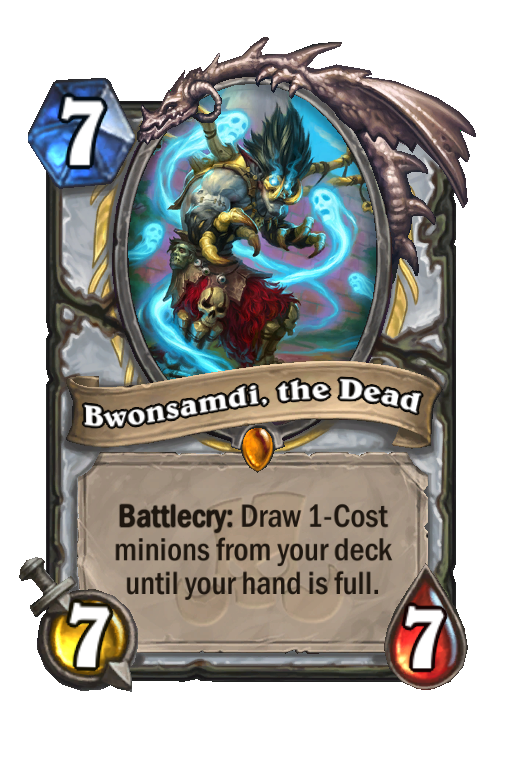 7
Bwonsamdi, the Dead
Battlecry: Draw 1-Cost
minions from your deck
until your hand is full.
7
7